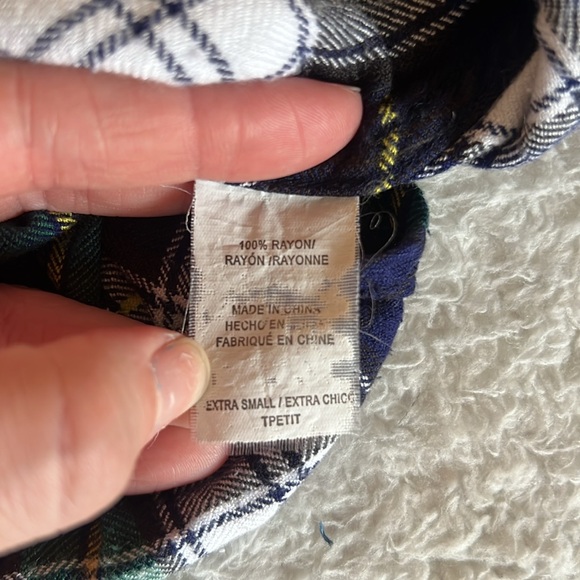 100% RAYON/
RAYÓN /RAYONNE
MADE IN CHINA
HECHO EN
FABRIQUÉ EN CHINE
EXTRA SMALL / EXTRA CHICO
TPETIT